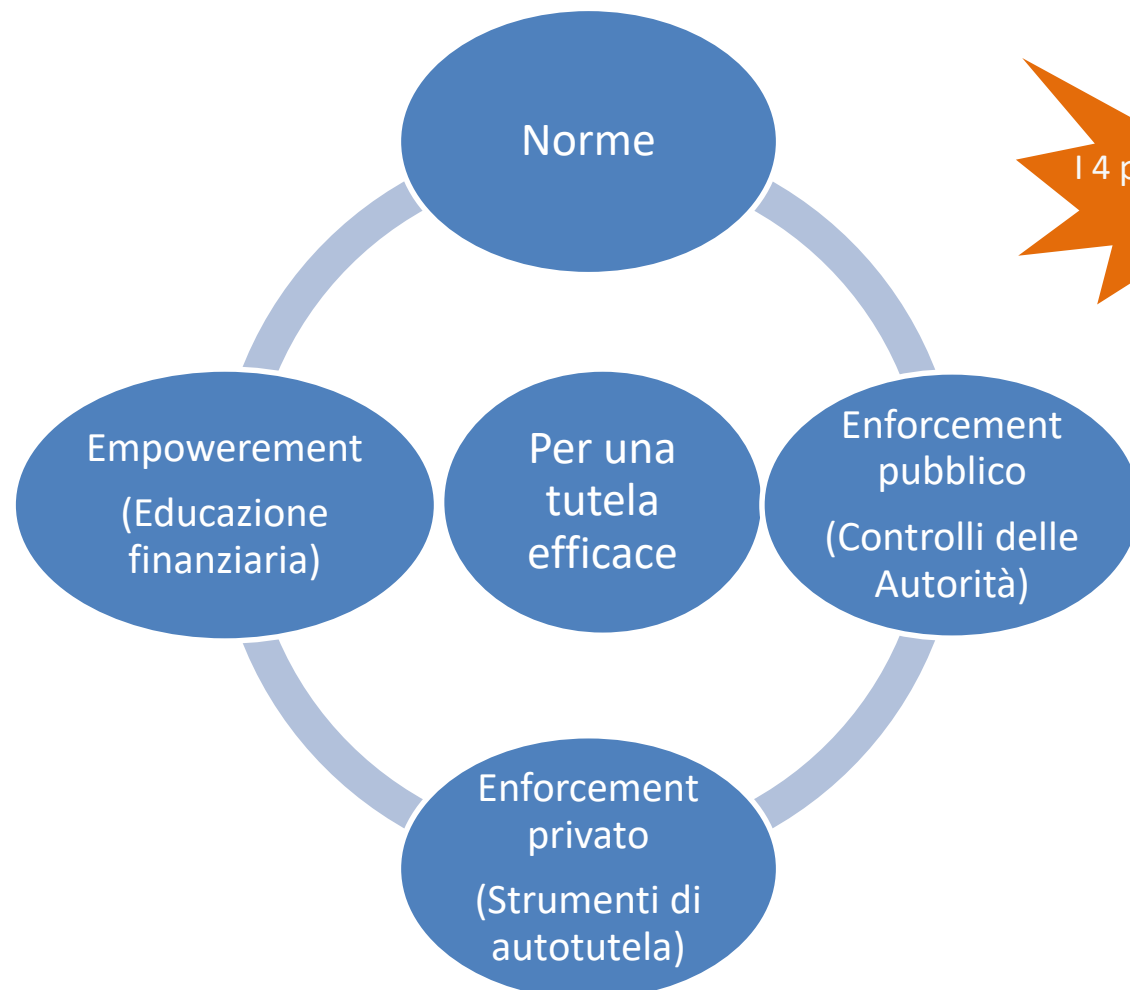 Norme
I 4 p
Empowerement
(Educazione
finanziaria)
Per una
tutela
efficace
Enforcement
pubblico
(Controlli delle
Autorità)
Enforcement
privato
(Strumenti di
autotutela)